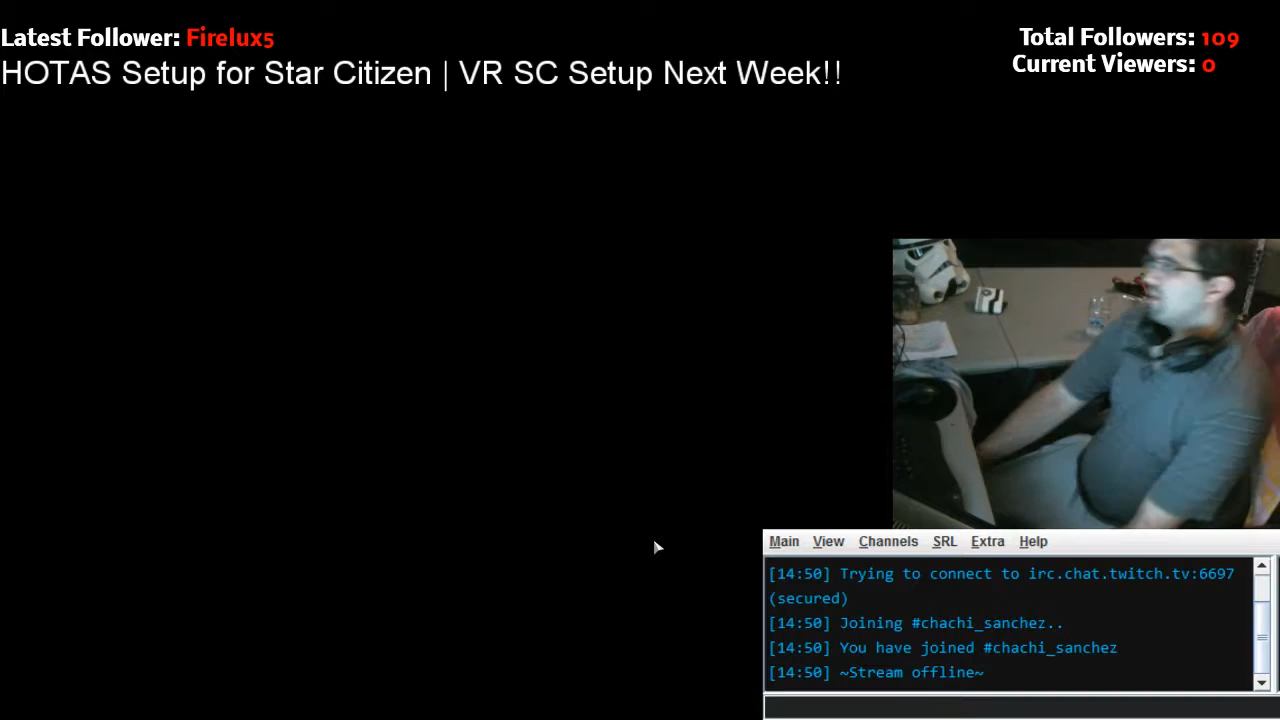 Latest Follower: Firelux5
Total Followers: 109
HOTAS Setup for Star Citizen | VR SC Setup Next Week!!
Current Viewers: 0
Main View Channels SRL Extra Help
[14:50] Trying to connect to irc.chat.twitch.tv:6697
(secured)
[14:50] Joining #chachi_sanchez..
[14:50] You have joined #chachi_sanchez
[14:50] ~Stream offline~